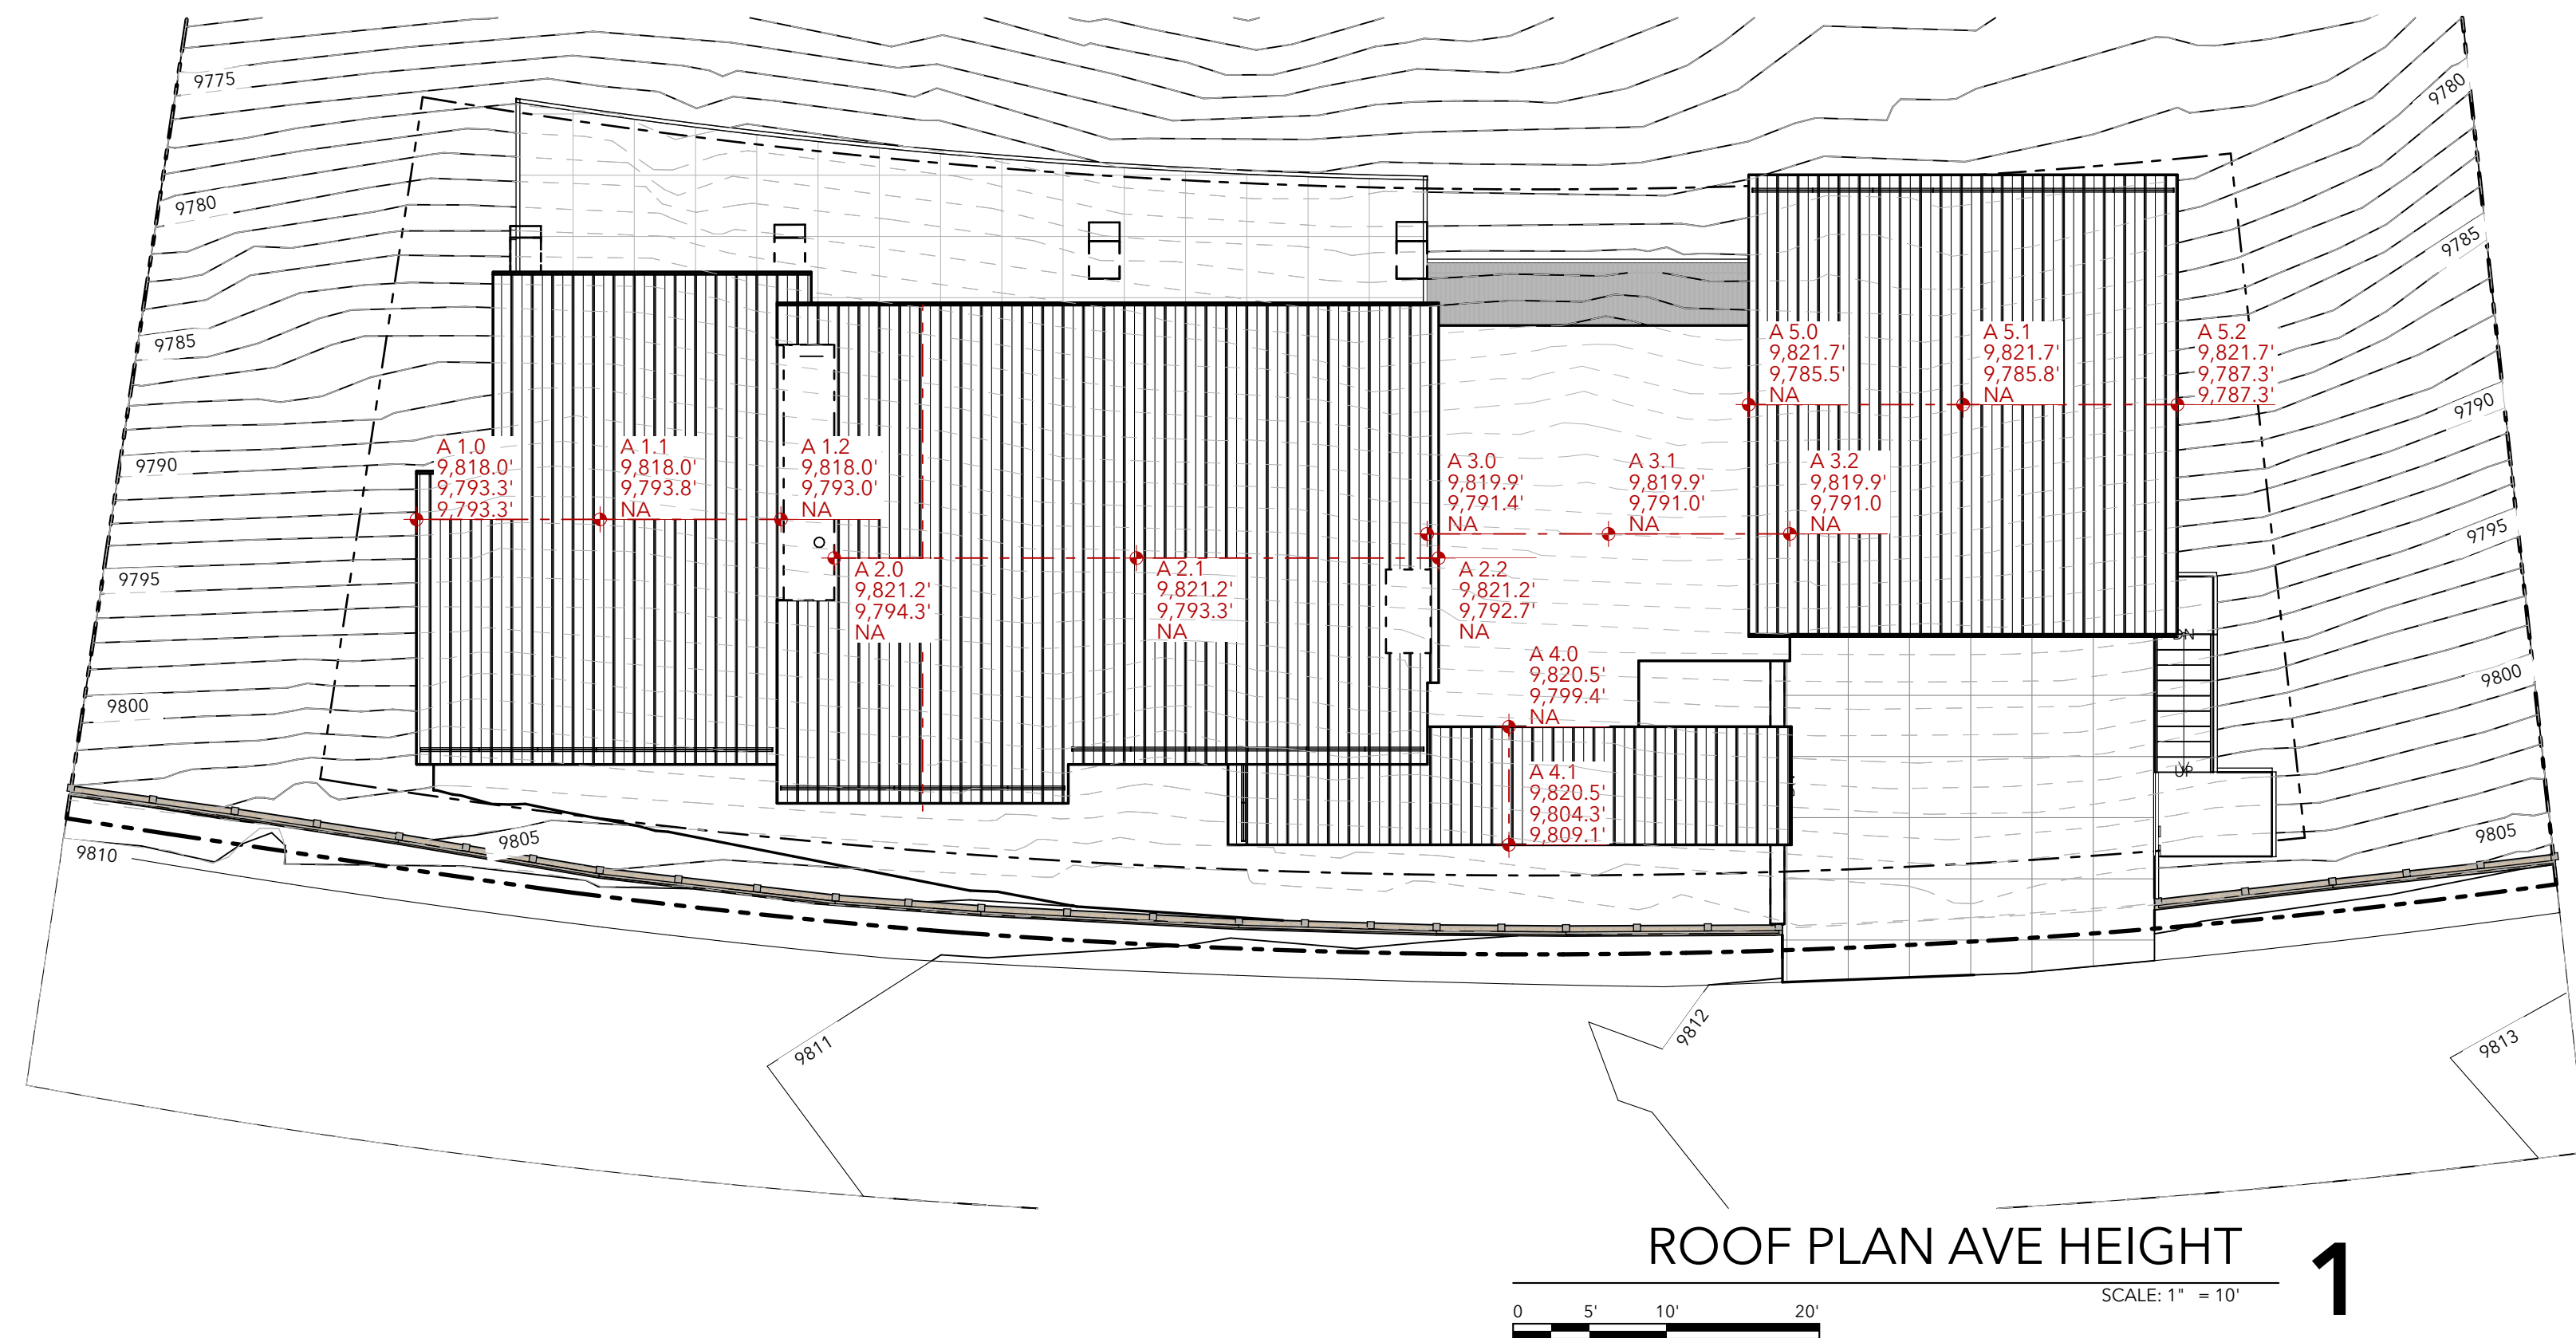 9775
9780
9780
9785
9785
9790
9790
9795
9795
9800
9800
9805
9805
9810
9811
9812
9813
A 1.0
9,818.0'
9,793.3'
9,793.3'
A 1.1
9,818.0'
9,793.8'
NA
A 1.2
9,818.0'
9,793.0'
NA
A 2.0
9,821.2'
9,794.3'
NA
A 2.1
9,821.2'
9,793.3'
NA
A 2.2
9,821.2'
9,792.7'
NA
A 3.0
9,819.9'
9,791.4'
NA
A 3.1
9,819.9'
9,791.0'
NA
A 3.2
9,819.9'
9,791.0
NA
A 4.0
9,820.5'
9,799.4'
NA
A 4.1
9,820.5'
9,804.3'
9,809.1'
A 5.0
9,821.7'
9,785.5'
NA
A 5.1
9,821.7'
9,785.8'
NA
A 5.2
9,821.7'
9,787.3'
9,787.3'
DN
UP
ROOF PLAN AVE HEIGHT
1
SCALE: 1" = 10'
0 5' 10' 20'